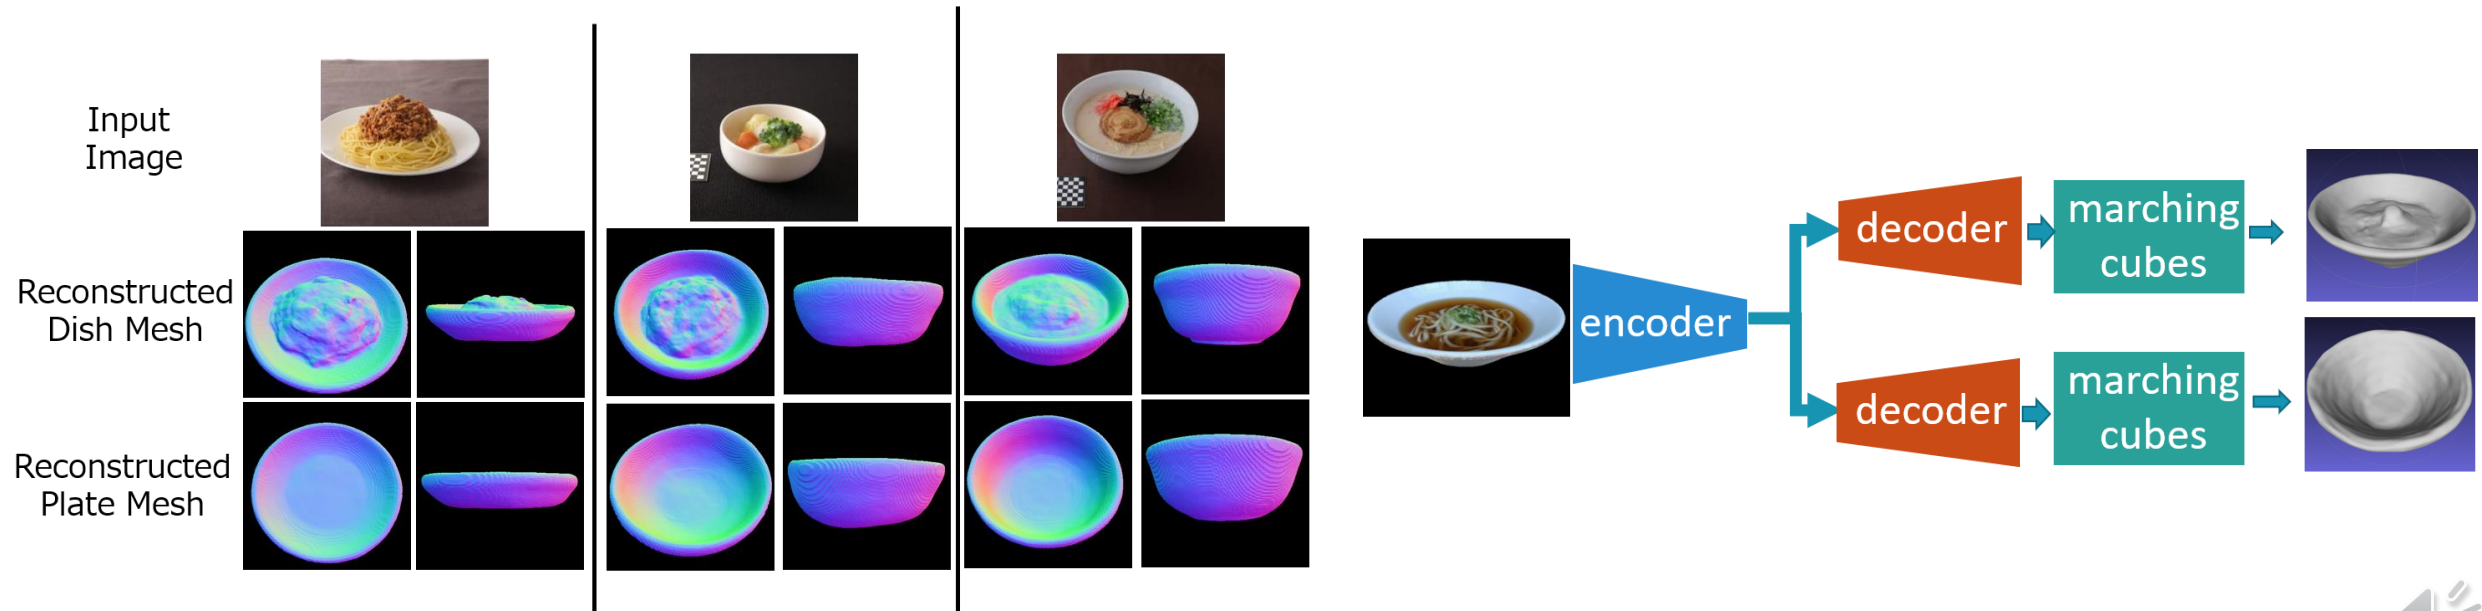 Input
Image
Reconstructed
Dish Mesh
Reconstructed
Plate Mesh
encoder
decoder
marching
cubes
decoder
marching
cubes